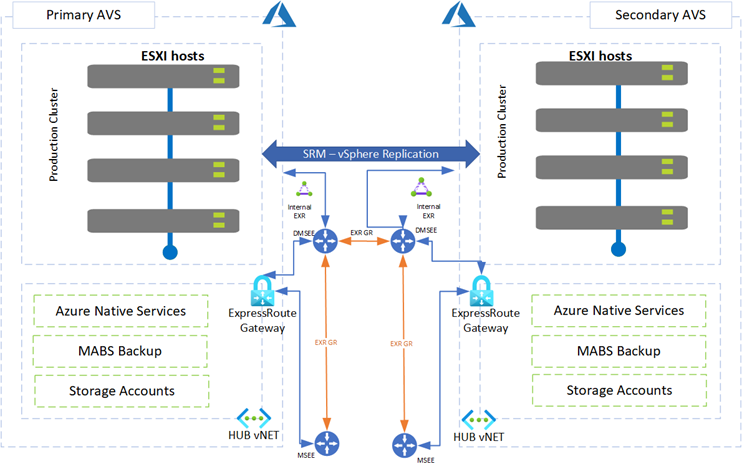 Primary AVS
Secondary AVS
ESXI hosts
ESXI hosts
Production Cluster
Production Cluster
SRM – vSphere Replication
Internal
EXR
Internal
EXR
DMSEE
EXR GR
DMSEE
ExpressRoute
Gateway
ExpressRoute
Gateway
Azure Native Services
Azure Native Services
EXR GR
EXR GR
MABS Backup
MABS Backup
Storage Accounts
Storage Accounts
HUB vNET
HUB vNET
MSEE
MSEE